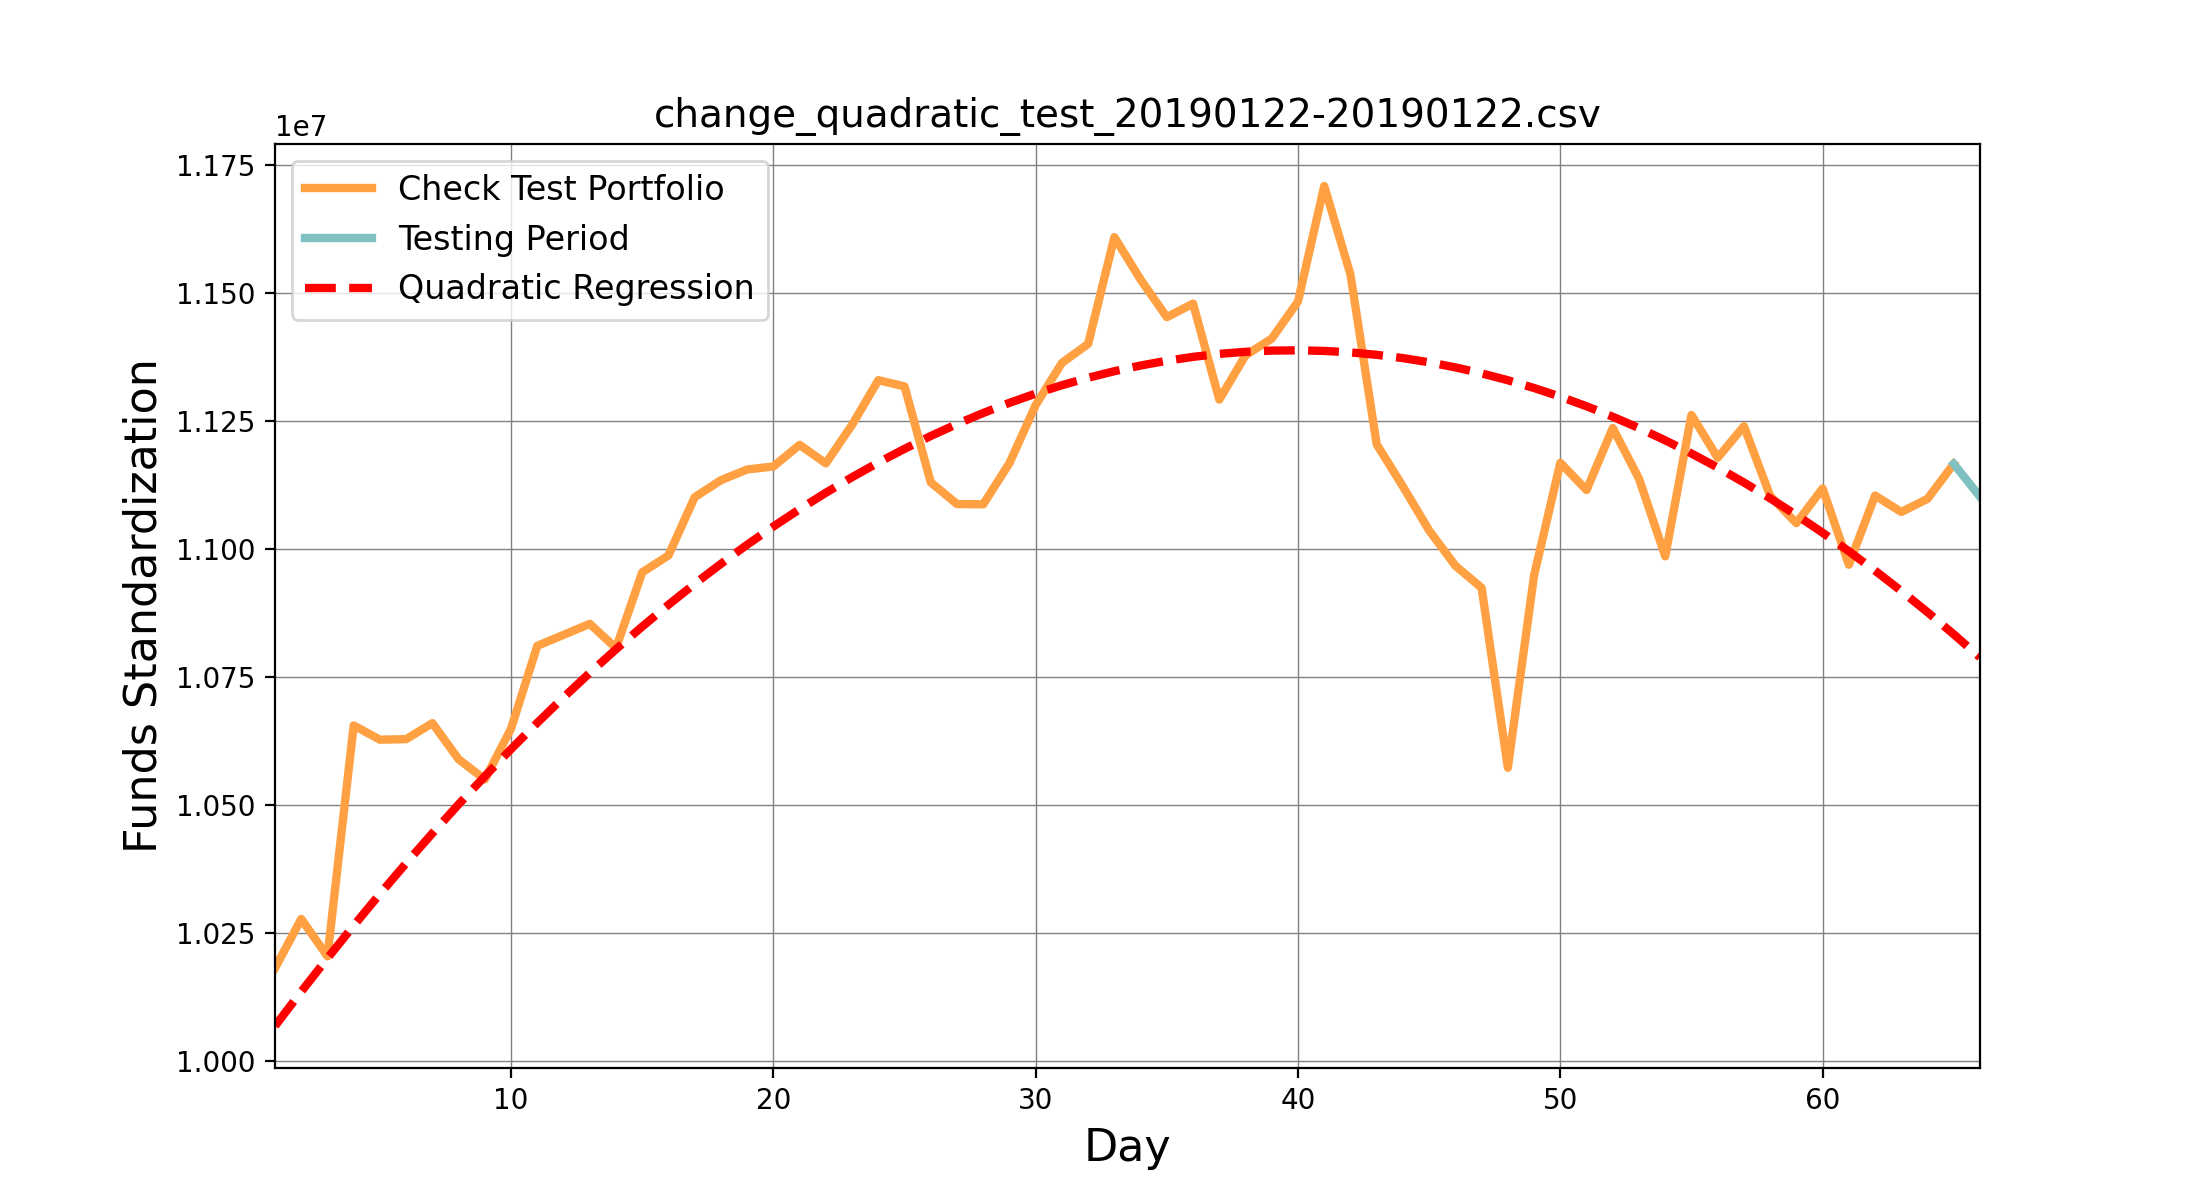 change_quadratic_test_20190122-20190122.csv
1e7
Check Test Portfolio
Testing Period
Quadratic Regression
1.175
1.150
1.125
1.100
1.075
1.050
1.025
1.000
Funds Standardization
10 20 30 40 50 60
Day